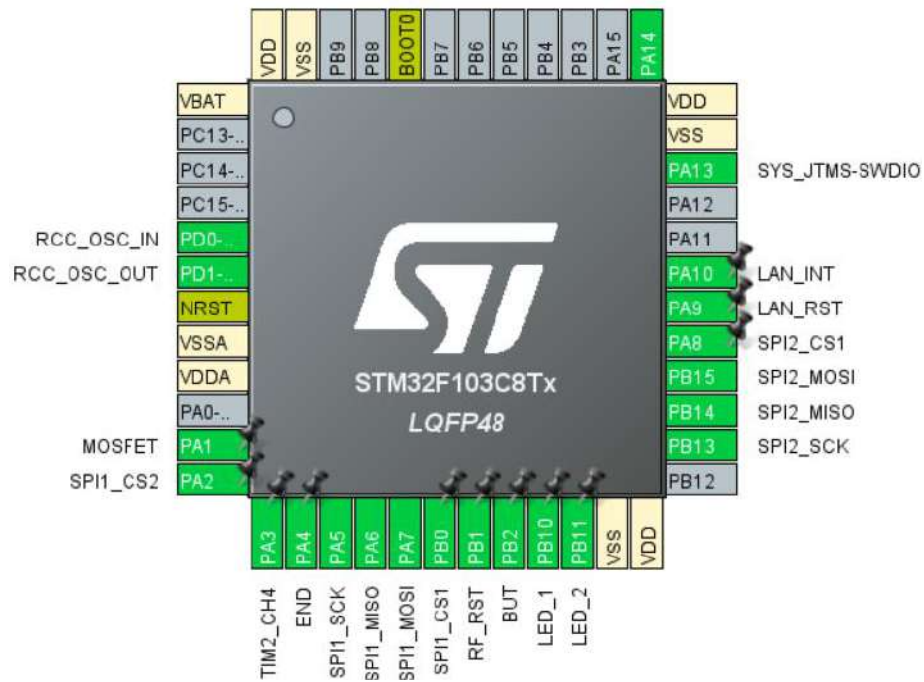 VDD VSS PB9 PB8 BOOT0 PB7 PB6 PB5 PB4 PB3 PA15 PA14
VBAT VDD
PC13-.. VSS
PC14-.. PA13 SYS_JTMS-SWDIO
PC15-.. PA12
RCC_OSC_IN PD0-.. PA11
RCC_OSC_OUT PD1-.. PA10 LAN_INT
NRST PA9 LAN_RST
VSSA PA8 SPI2_CS1
VDDA PB15 SPI2_MOSI
PA0-.. PB14 SPI2_MISO
MOSFET PA1 PB13 SPI2_SCK
SPI1_CS2 PA2 PB12
ST
STM32F103C8Tx
LQFP48
PA3 PA4 PA5 PA6 PA7 PB0 PB1 PB2 PB10 PB11 VSS VDD
TIM2_CH4 END SPI1_SCK SPI1_MISO SPI1_MOSI SPI1_CS1 RF_RST BUT LED_1 LED_2